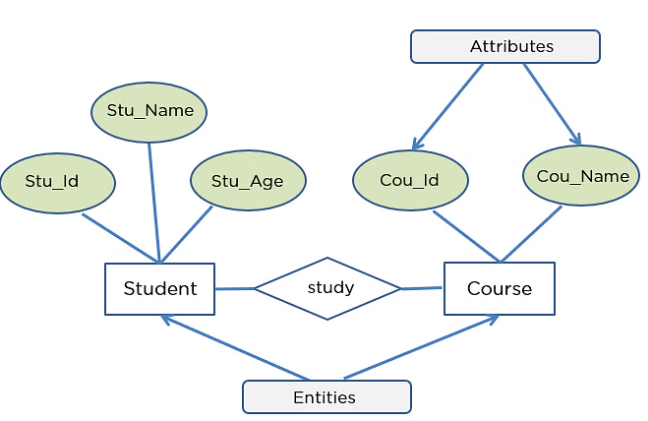 Attributes
Stu_Name
Stu_Id
Stu_Age
Cou_Id
Cou_Name
Student
study
Course
Entities